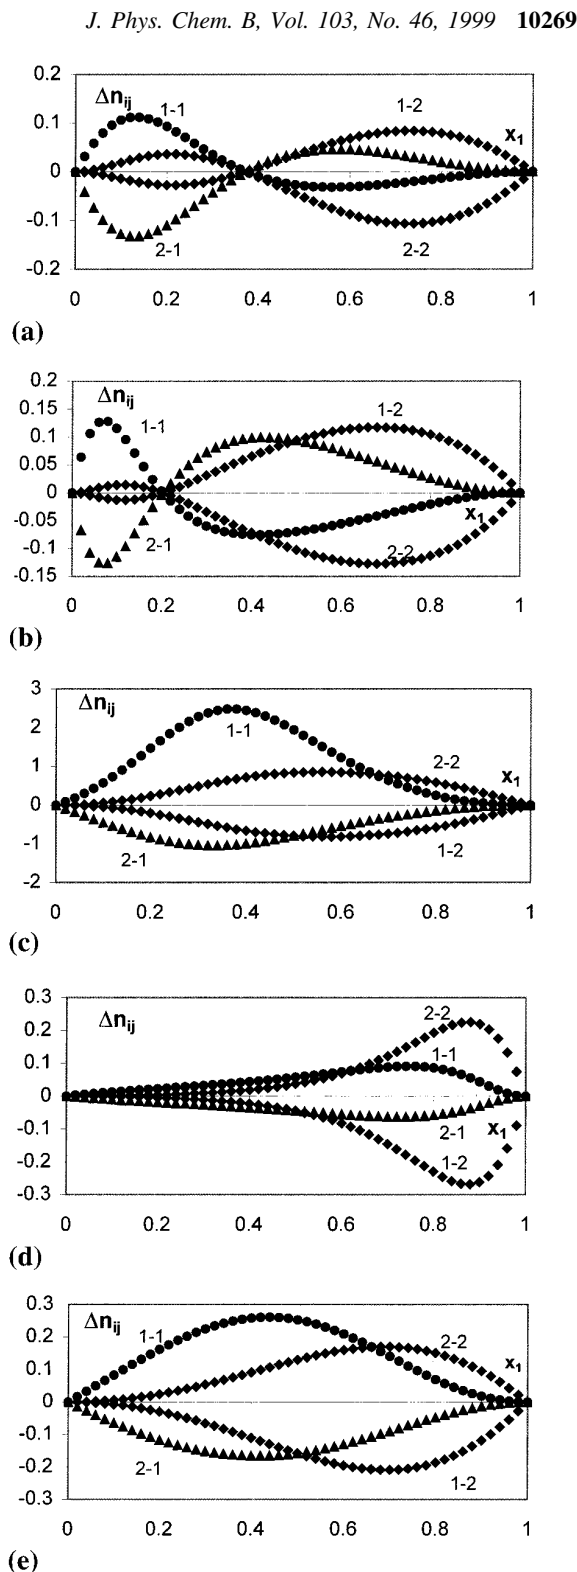 J. Phys. Chem. B, Vol. 103, No. 46, 1999 10269
0.2
Δnij
1-1
1-2
x1
0.1
0
-0.1
2-1
2-2
-0.2
0 0.2 0.4 0.6 0.8 1
(a)
0.2
Δnij
0.15
1-1
1-2
0.1
0.05
0
x1
-0.05
-0.1
2-1
2-2
-0.15
0 0.2 0.4 0.6 0.8 1
(b)
3
Δnij
2
1-1
2-2
1
x1
0
-1
2-1
1-2
-2
0 0.2 0.4 0.6 0.8 1
(c)
0.3
Δnij
2-2
0.2
1-1
0.1
0
x1
-0.1
2-1
1-2
-0.2
-0.3
0 0.2 0.4 0.6 0.8 1
(d)
0.3
Δnij
1-1
2-2
x1
0.2
0.1
0
-0.1
-0.2
2-1
1-2
-0.3
0 0.2 0.4 0.6 0.8 1
(e)